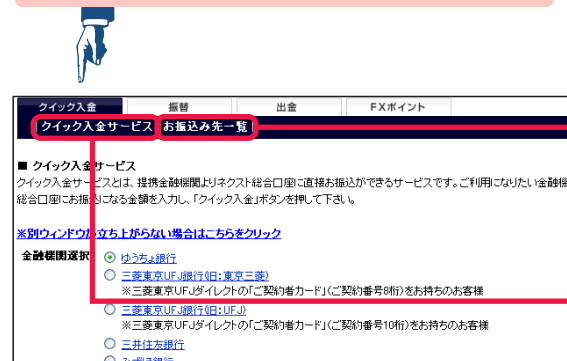 クイック入金 振替 出金 FXポイント
クイック入金サービス お振込み先一覧
■ クイック入金サービス
クイック入金サービスとは、提携金融機関よりネクスト総合口座に直接お振込ができるサービスです。ご利用になりたい金融機
総合口座にお振込になる金額を入力し、「クイック入金」ボタンを押して下さい。
※別ウィンドウが立ち上がらない場合はこちらをクリック
金融機関選択 ゆうちょ銀行
三菱東京UFJ銀行(旧:東京三菱)
※三菱東京UFJダイレクトの「ご契約者カード」(ご契約番号8桁)をお持ちのお客様
三菱東京UFJ銀行(旧:UFJ)
※三菱東京UFJダイレクトの「ご契約者カード」(ご契約番号10桁)をお持ちのお客様
三井住友銀行